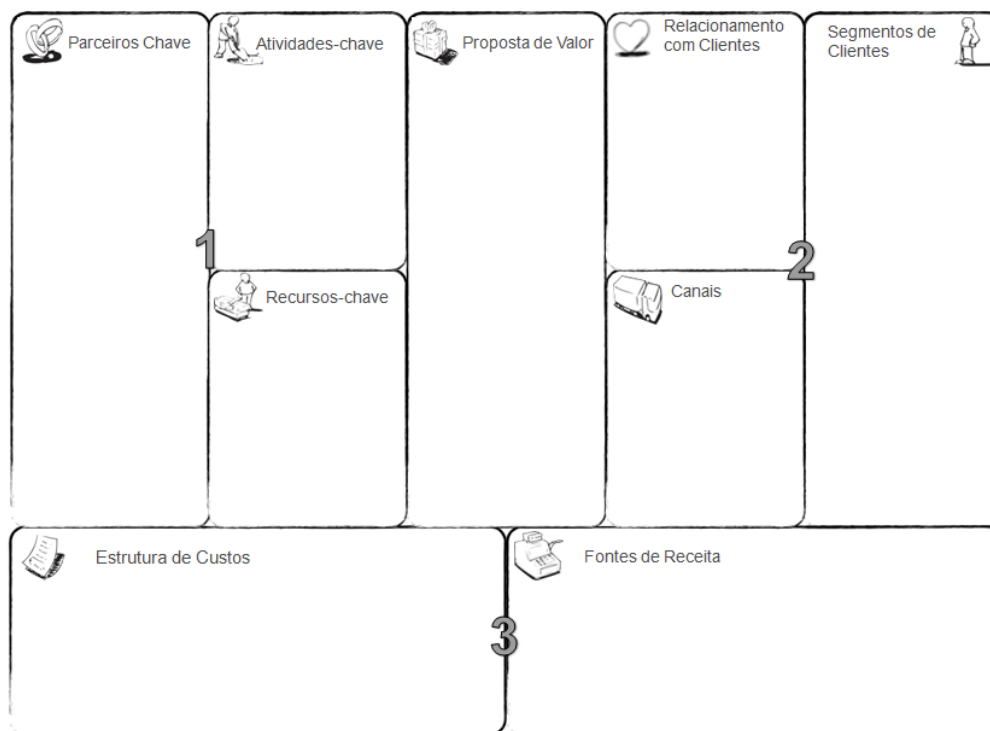 Parceiros Chave
Atividades-chave
Proposta de Valor
Relacionamento
com Clientes
Segmentos de
Clientes
1
2
Recursos-chave
Canais
Estrutura de Custos
Fontes de Receita
3